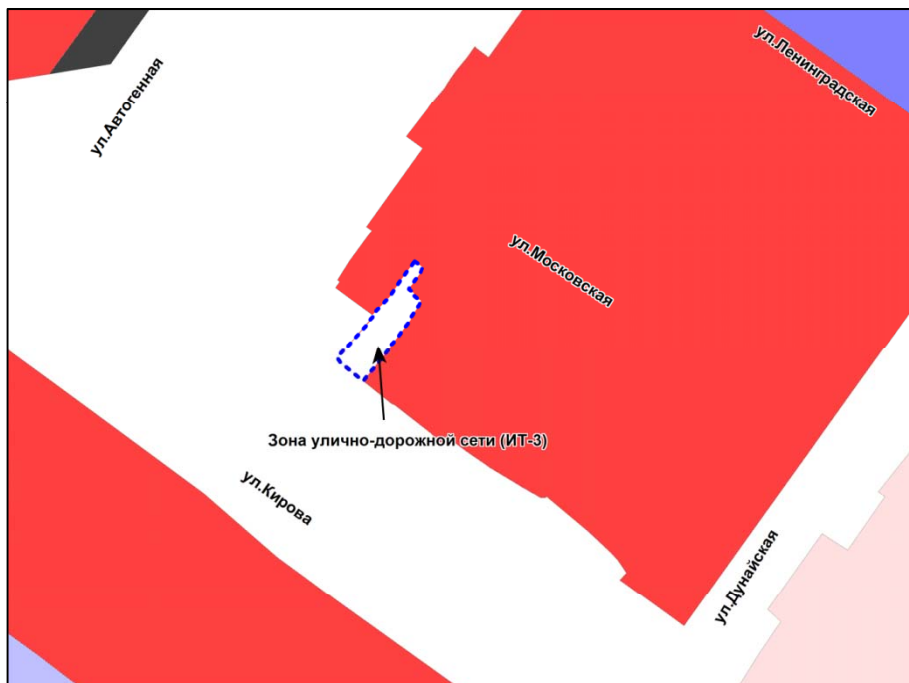 ул.Ленинградская
ул.Автогенная
ул.Московская
Зона улично-дорожной сети (ИТ-3)
ул.Кирова
ул.Дунайская